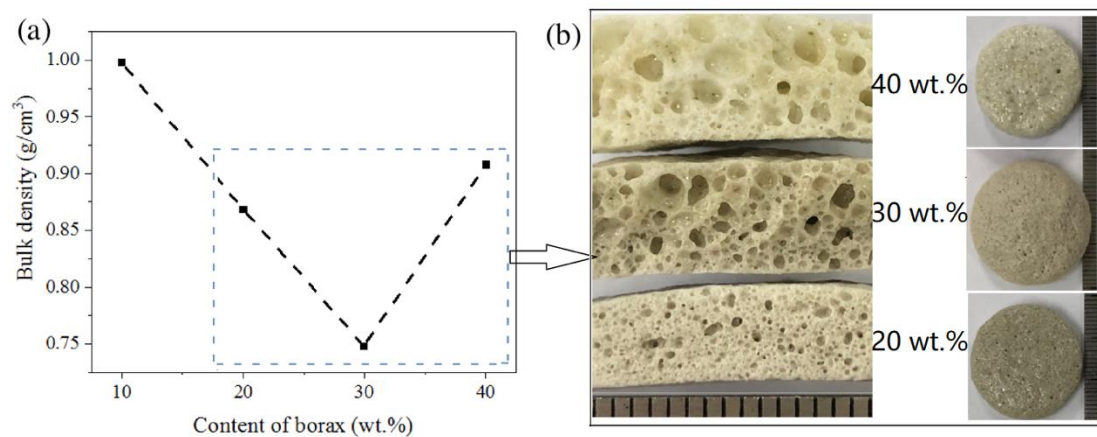 (a)
1.00
0.95
0.90
0.85
0.80
0.75
Bulk density (g/cm³)
10
20
30
40
Content of borax (wt.%)
(b)
40 wt.%
30 wt.%
20 wt.%